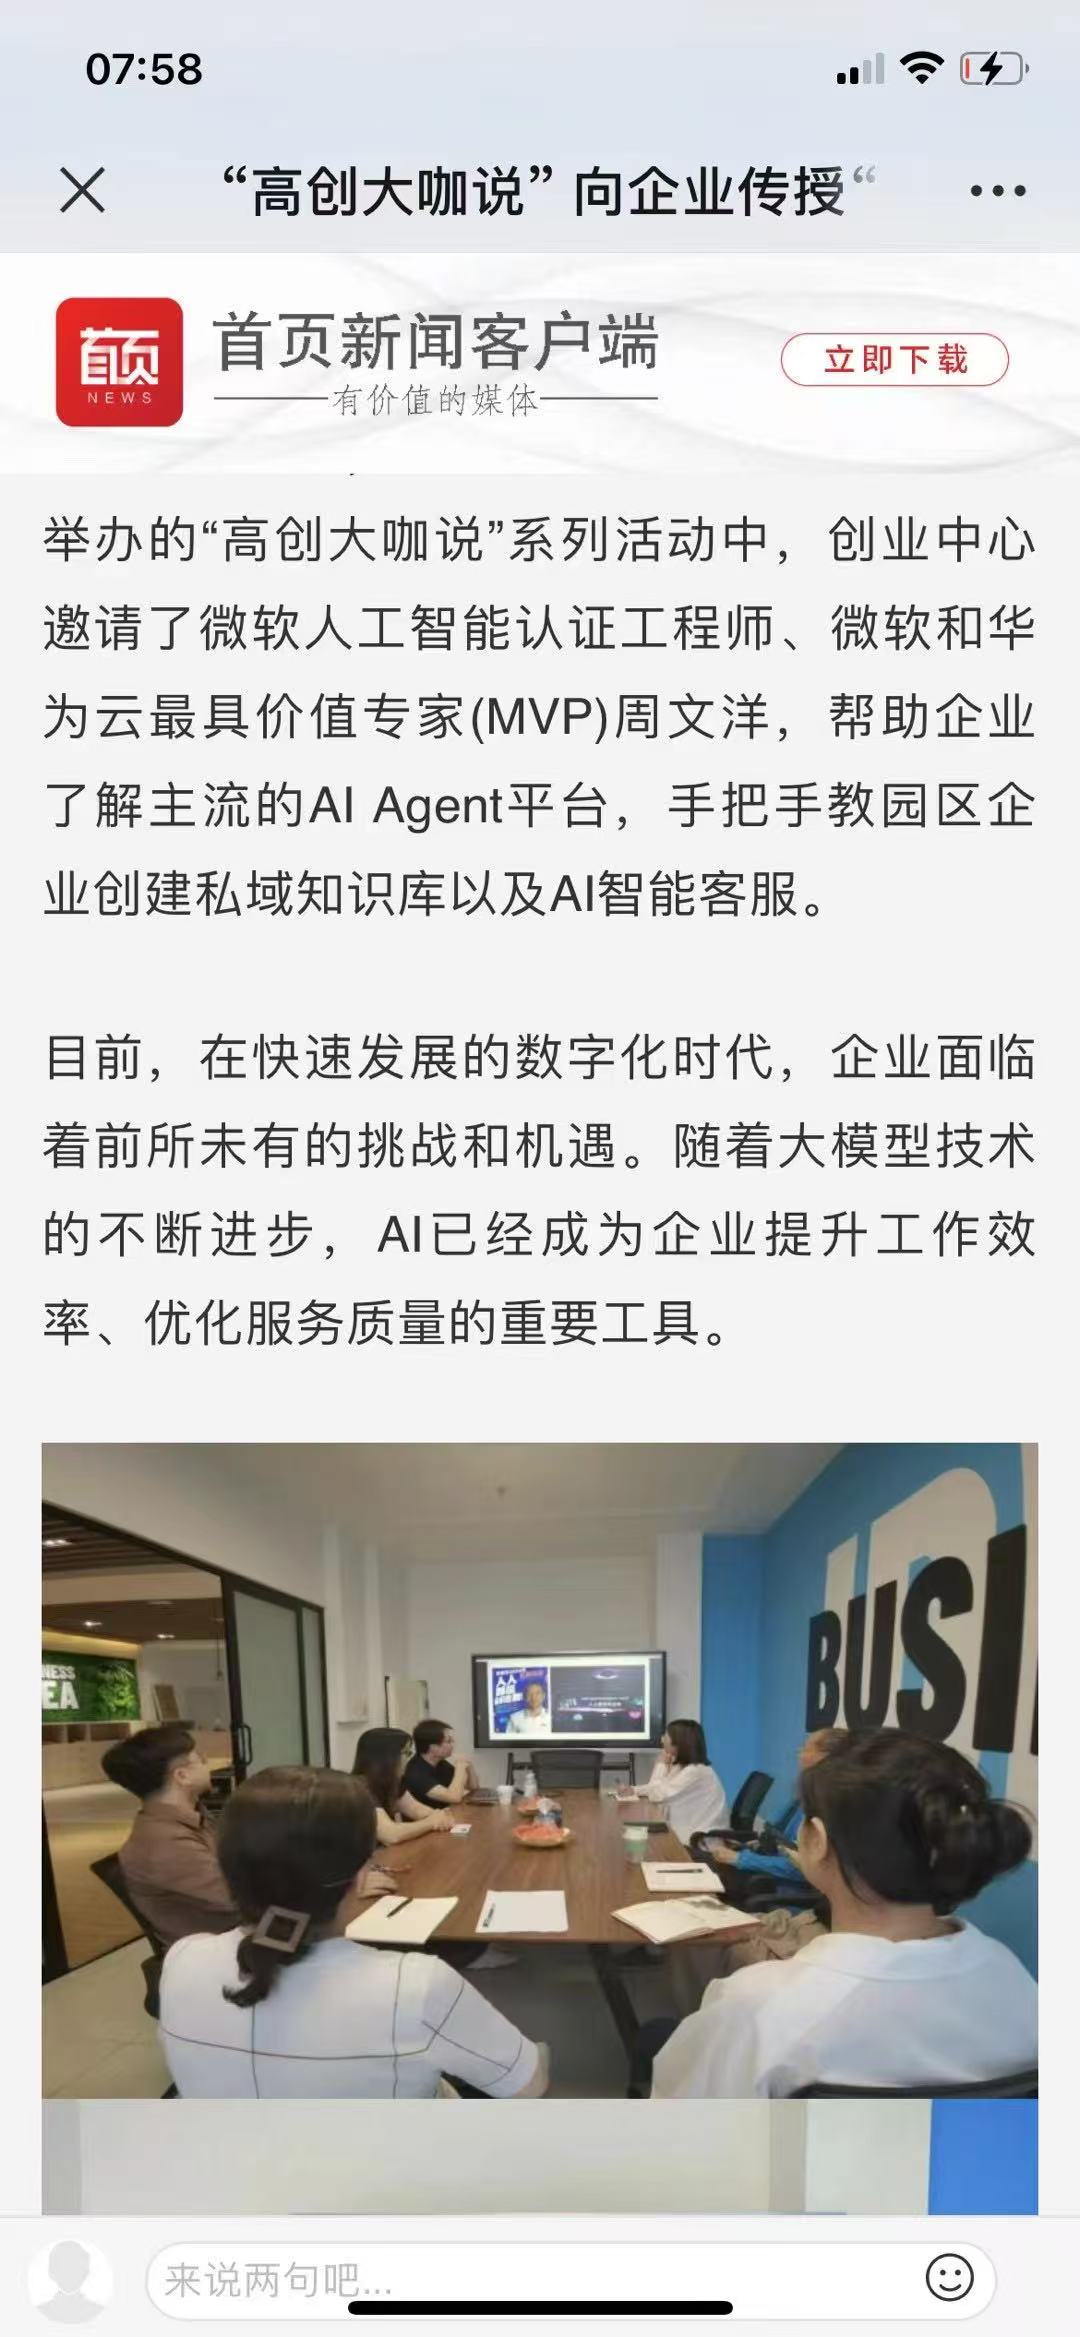 07:58
“高创大咖说” 向企业传授“
首页
NEWS
首页新闻客户端
有价值的媒体
立即下载
举办的“高创大咖说”系列活动中，创业中心
邀请了微软人工智能认证工程师、微软和华
为云最具价值专家(MVP)周文洋，帮助企业
了解主流的AI Agent平台，手把手教园区企
业创建私域知识库以及AI智能客服。
目前，在快速发展的数字化时代，企业面临
着前所未有的挑战和机遇。随着大模型技术
的不断进步，AI已经成为企业提升工作效
率、优化服务质量的重要工具。
NESS
EA
人人
BUSI
来说两句吧...